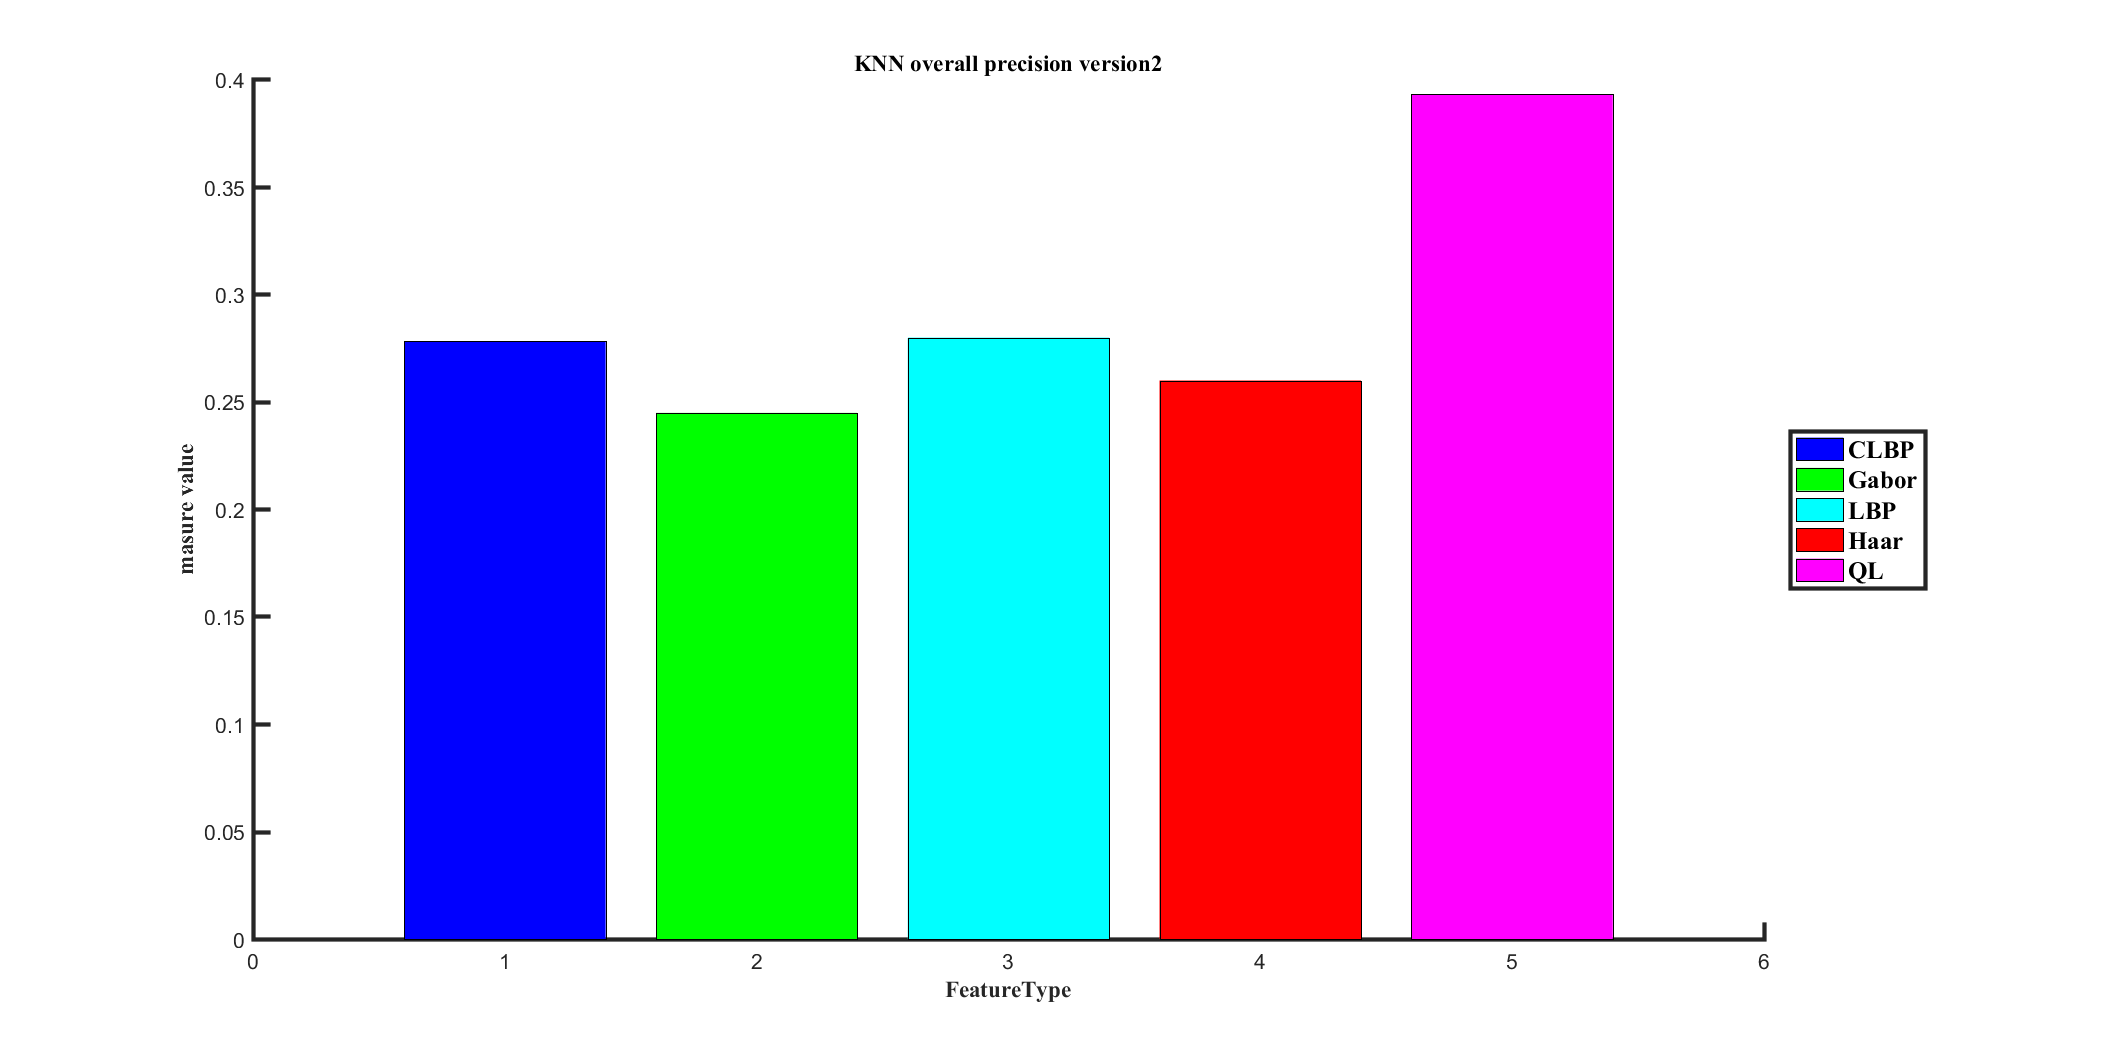 KNN overall precision version2
0.4
0.35
0.3
0.25
0.2
0.15
0.1
0.05
0
masure value
0 1 2 3 4 5 6
FeatureType
CLBP
Gabor
LBP
Haar
QL